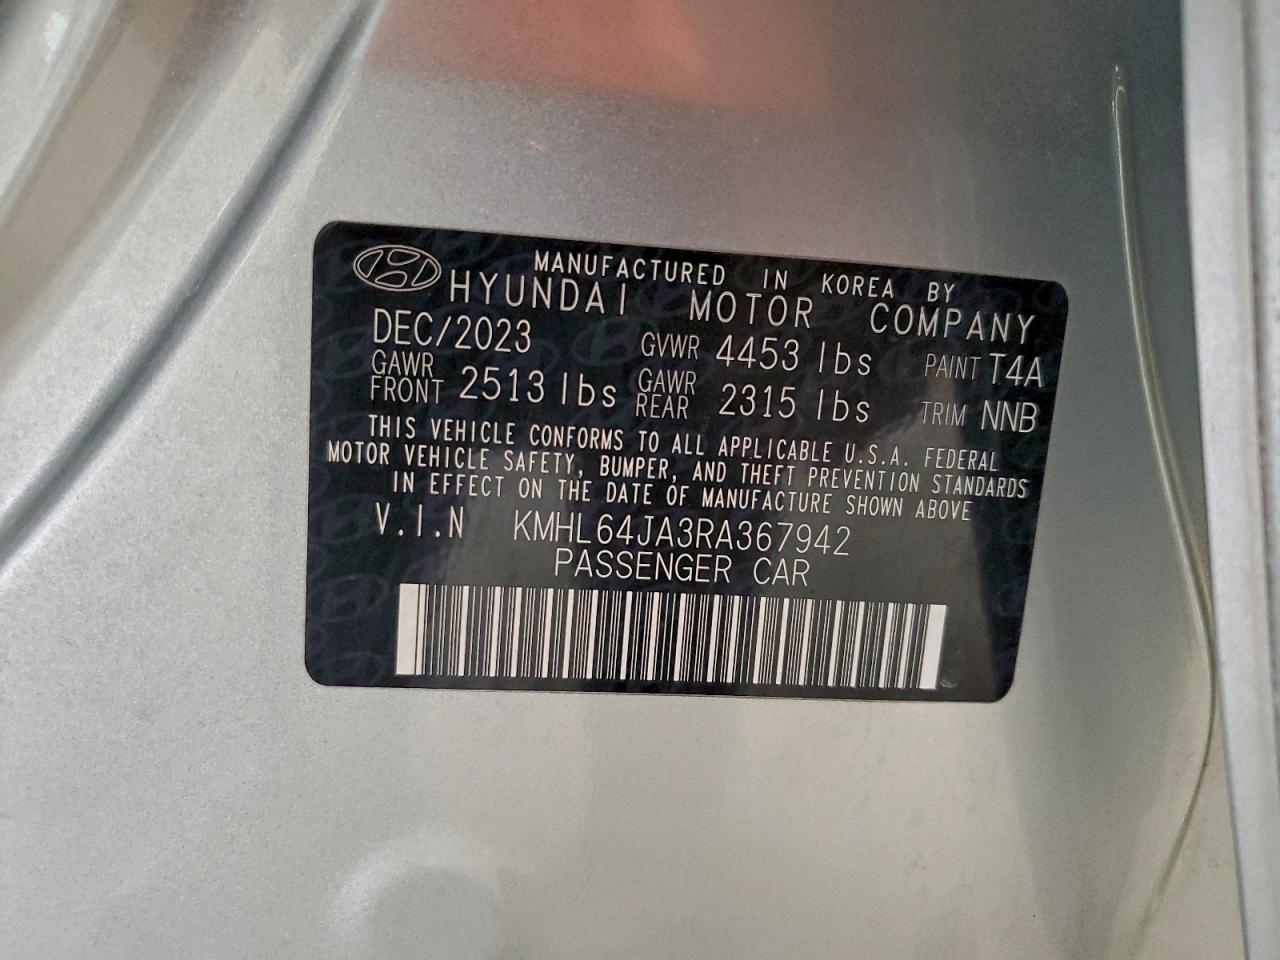 MANUFACTURED IN KOREA BY
HYUNDAI MOTOR COMPANY
DEC/2023 GVWR 4453 lbs PAINT T4A
GAWR FRONT 2513 lbs GAWR REAR 2315 lbs TRIM NNB
THIS VEHICLE CONFORMS TO ALL APPLICABLE U.S.A. FEDERAL
MOTOR VEHICLE SAFETY, BUMPER, AND THEFT PREVENTION STANDARDS
IN EFFECT ON THE DATE OF MANUFACTURE SHOWN ABOVE
V.I.N KMHL64JA3RA367942
PASSENGER CAR